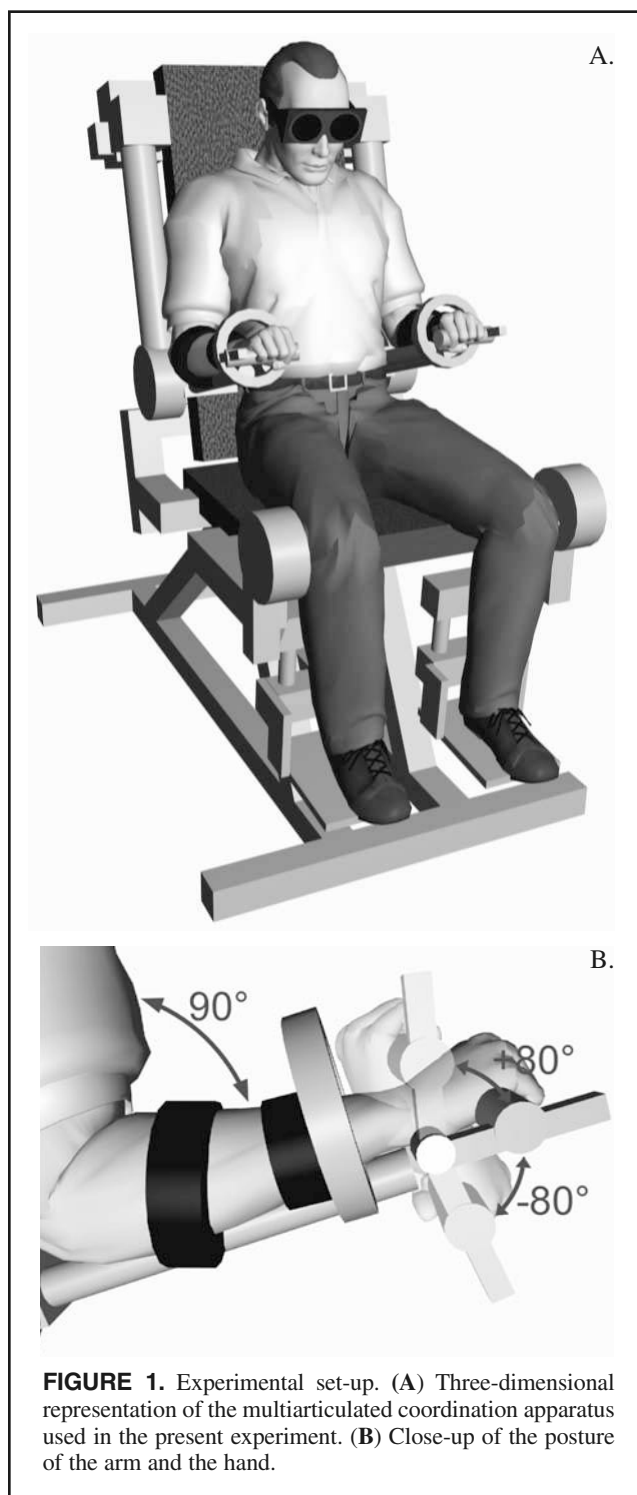 A.
B.
90°
+80°
-80°
FIGURE 1. Experimental set-up. (A) Three-dimensional
representation of the multiarticulated coordination apparatus
used in the present experiment. (B) Close-up of the posture
of the arm and the hand.